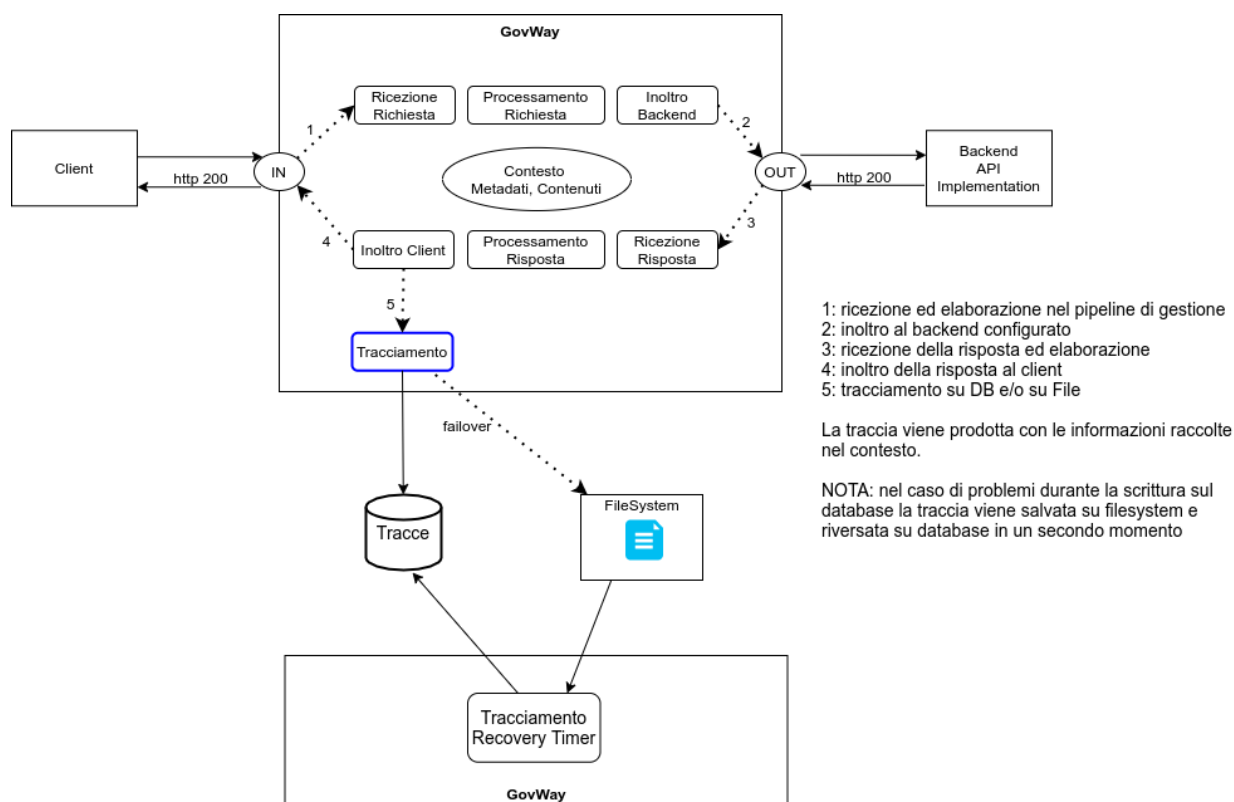 GovWay
Ricezione
Richiesta
Processamento
Richiesta
Inoltro
Backend
1
2
Client
http 200
IN
Contesto
Metadati, Contenuti
OUT
http 200
Backend
API
Implementation
4
3
Inoltro Client
Processamento
Risposta
Ricezione
Risposta
5
Tracciamento
1: ricezione ed elaborazione nel pipeline di gestione
2: inoltro al backend configurato
3: ricezione della risposta ed elaborazione
4: inoltro della risposta al client
5: tracciamento su DB e/o su File
La traccia viene prodotta con le informazioni raccolte
nel contesto.
NOTA: nel caso di problemi durante la scrittura sul
database la traccia viene salvata su filesystem e
riversata su database in un secondo momento
failover
Tracce
FileSystem
Tracciamento
Recovery Timer
GovWay